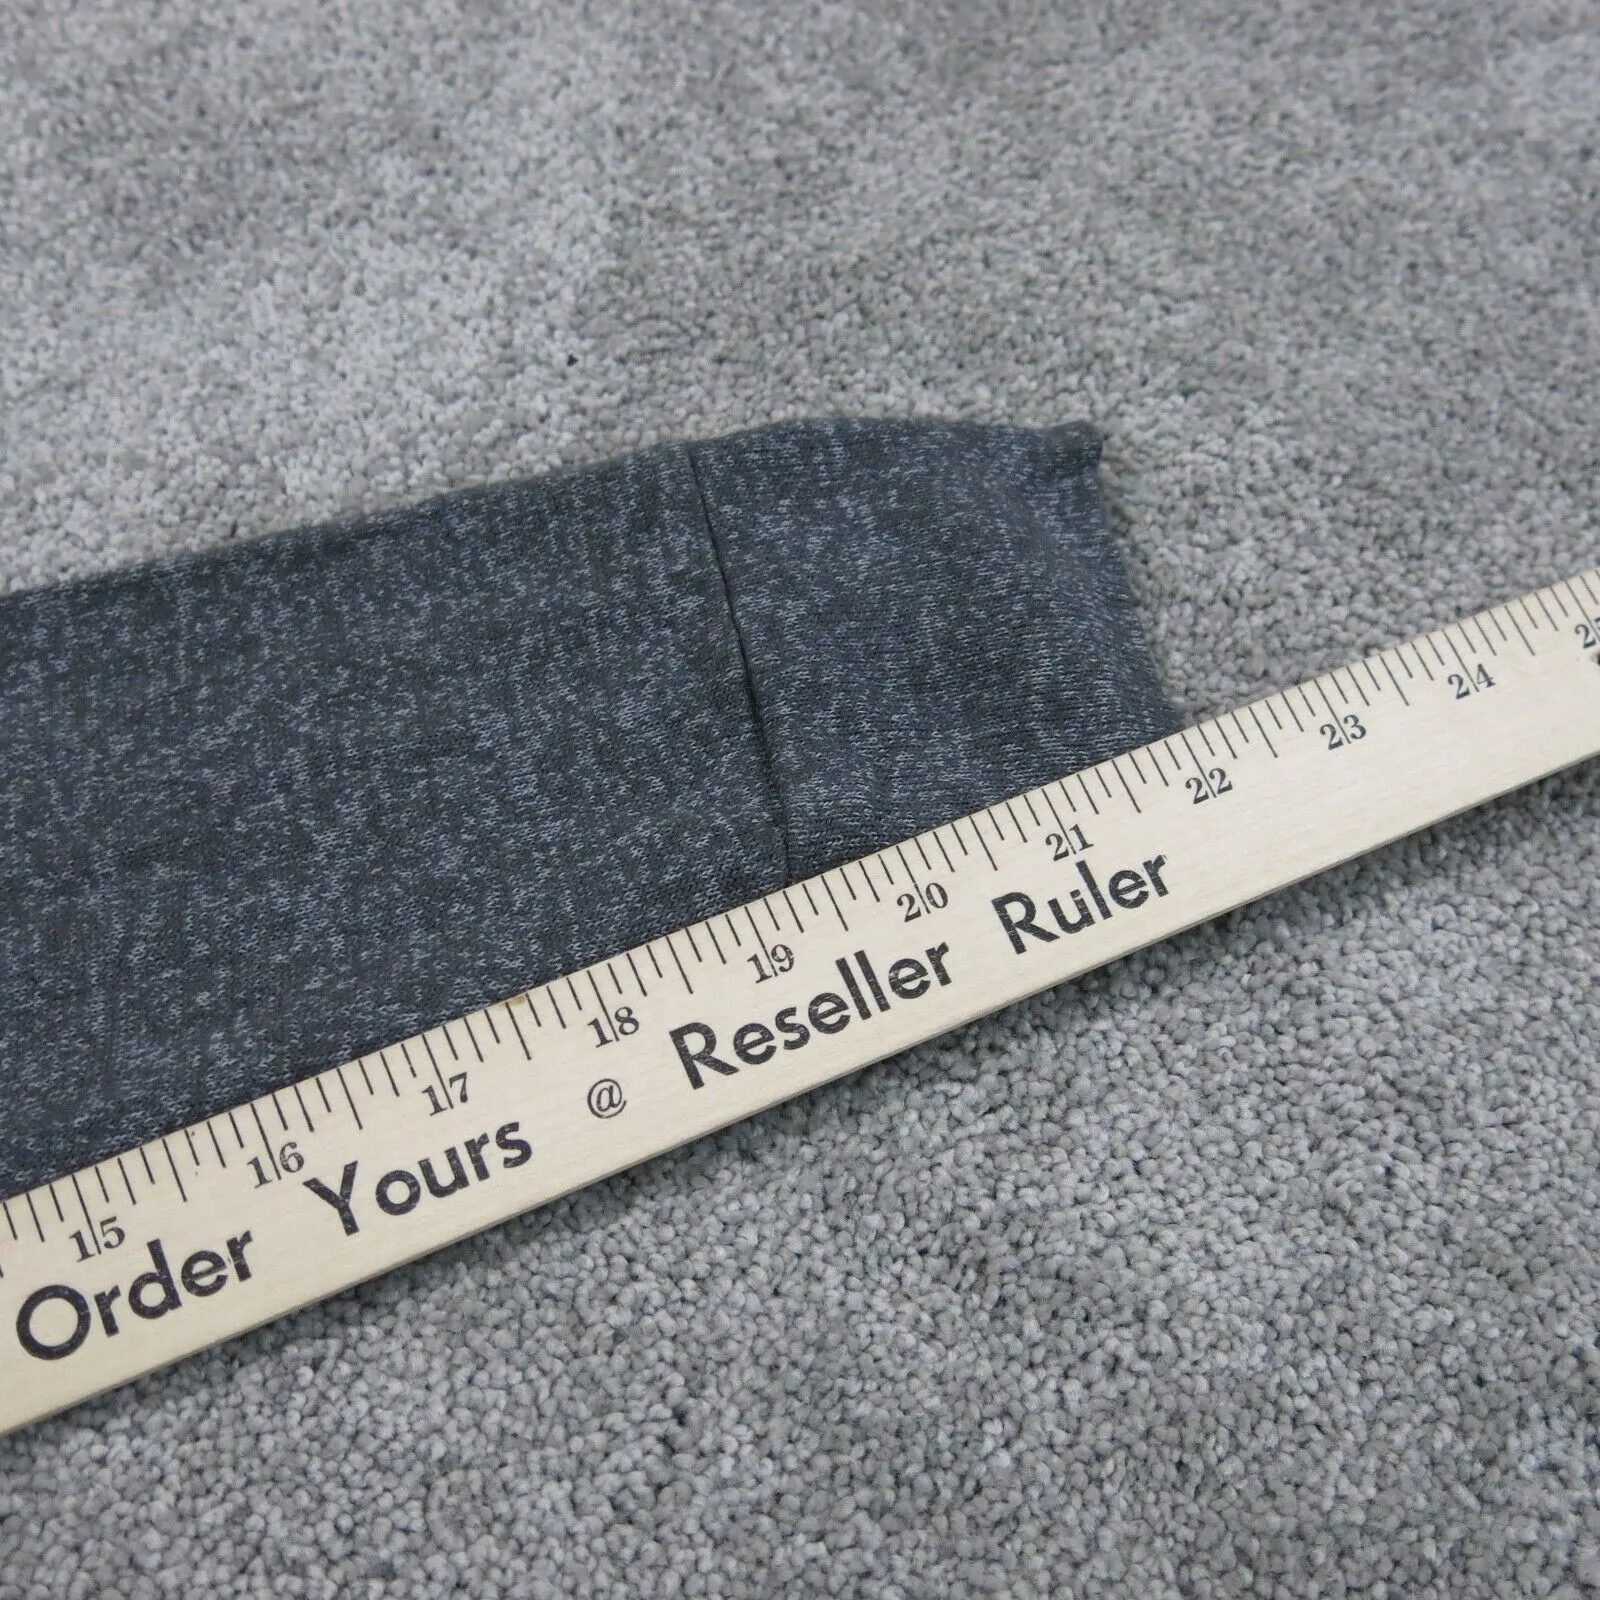 15 16 17 18 19 20 21 22 23 24
Order Yours @ Reseller Ruler